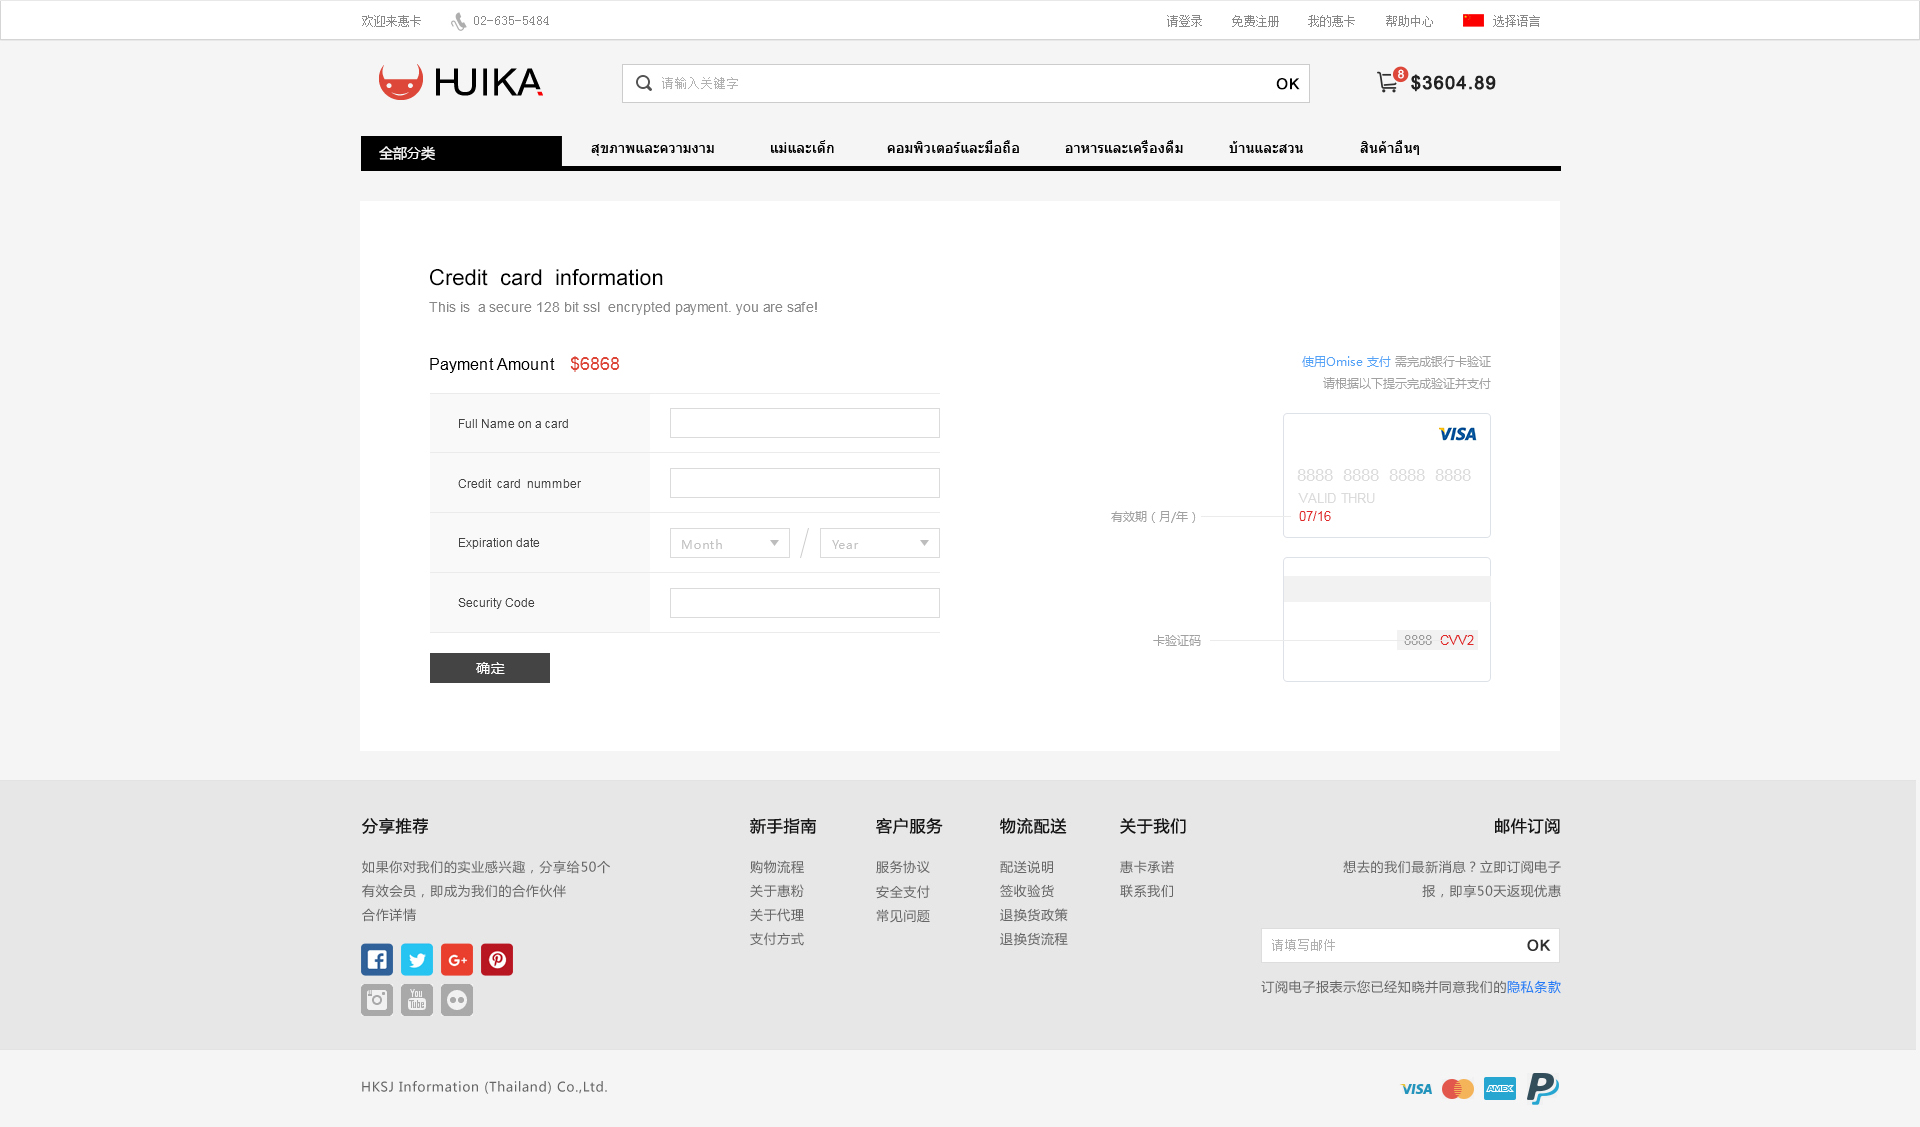 欢迎来惠卡
02-635-5484
请登录
免费注册
我的惠卡
帮助中心
选择语言
HUIKA
请输入关键字
OK
8
$3604.89
全部分类
สุขภาพและความงาม
แม่และเด็ก
คอมพิวเตอร์และมือถือ
อาหารและเครื่องดื่ม
บ้านและสวน
สินค้าอื่นๆ
Credit card information
This is a secure 128 bit ssl encrypted payment. you are safe!
Payment Amount $6868
Full Name on a card
Credit card nummber
Expiration date
Month
/
Year
Security Code
确定
使用Omise 支付 需完成银行卡验证
请根据以下提示完成验证并支付
VISA
8888 8888 8888 8888
VALID THRU
有效期 ( 月/年 )
07/16
卡验证码
8888 CVV2
分享推荐
如果你对我们的实业感兴趣，分享给50个
有效会员，即成为我们的合作伙伴
合作详情
You
Tube
G+
新手指南
购物流程
关于惠粉
关于代理
支付方式
客户服务
服务协议
安全支付
常见问题
物流配送
配送说明
签收验货
退换货政策
退换货流程
关于我们
惠卡承诺
联系我们
邮件订阅
想去的我们最新消息？立即订阅电子
报，即享50天返现优惠
请填写邮件
OK
订阅电子报表示您已经知晓并同意我们的隐私条款
HKSJ Information (Thailand) Co.,Ltd.
VISA
AMEX